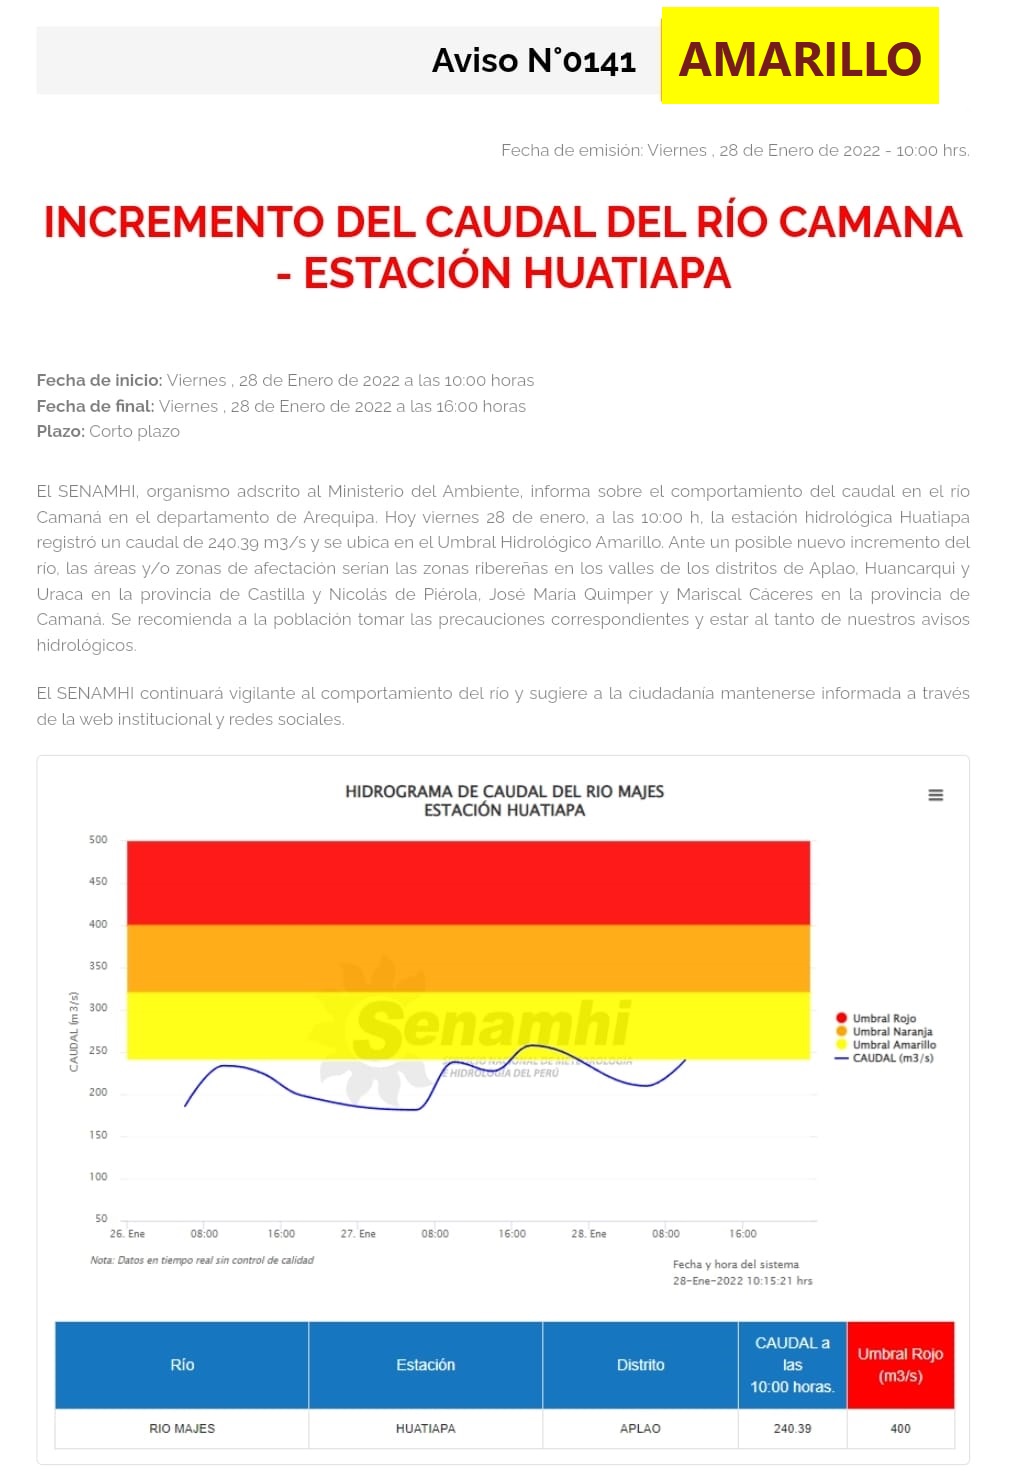 Aviso N°0141
AMARILLO
Fecha de emisión: Viernes , 28 de Enero de 2022 - 10:00 hrs.
INCREMENTO DEL CAUDAL DEL RÍO CAMANA
- ESTACIÓN HUATIAPA
Fecha de inicio: Viernes , 28 de Enero de 2022 a las 10:00 horas
Fecha de final: Viernes , 28 de Enero de 2022 a las 16:00 horas
Plazo: Corto plazo
El SENAMHI, organismo adscrito al Ministerio del Ambiente, informa sobre el comportamiento del caudal en el río
Camaná en el departamento de Arequipa. Hoy viernes 28 de enero, a las 10:00 h, la estación hidrológica Huatiapa
registró un caudal de 240.39 m3/s y se ubica en el Umbral Hidrológico Amarillo. Ante un posible nuevo incremento del
río, las áreas y/o zonas de afectación serían las zonas ribereñas en los valles de los distritos de Aplao, Huancarqui y
Uraca en la provincia de Castilla y Nicolás de Piérola, José María Quimper y Mariscal Cáceres en la provincia de
Camaná. Se recomienda a la población tomar las precauciones correspondientes y estar al tanto de nuestros avisos
hidrológicos.
El SENAMHI continuará vigilante al comportamiento del río y sugiere a la ciudadanía mantenerse informada a través
de la web institucional y redes sociales.
HIDROGRAMA DE CAUDAL DEL RIO MAJES
ESTACIÓN HUATIAPA
500
450
400
350
300
250
200
150
100
50
CAUDAL (m3/s)
Senamhi
SERVICIO NACIONAL DE METEOROLOGÍA
E HIDROLOGÍA DEL PERÚ
Umbral Rojo
Umbral Naranja
Umbral Amarillo
CAUDAL (m3/s)
26. Ene 08:00 16:00 27. Ene 08:00 16:00 28. Ene 08:00 16:00
Nota: Datos en tiempo real sin control de calidad
Fecha y hora del sistema
28-Ene-2022 10:15:21 hrs
Río Estación Distrito CAUDAL a las 10:00 horas. Umbral Rojo (m3/s)
RIO MAJES HUATIAPA APLAO 240.39 400